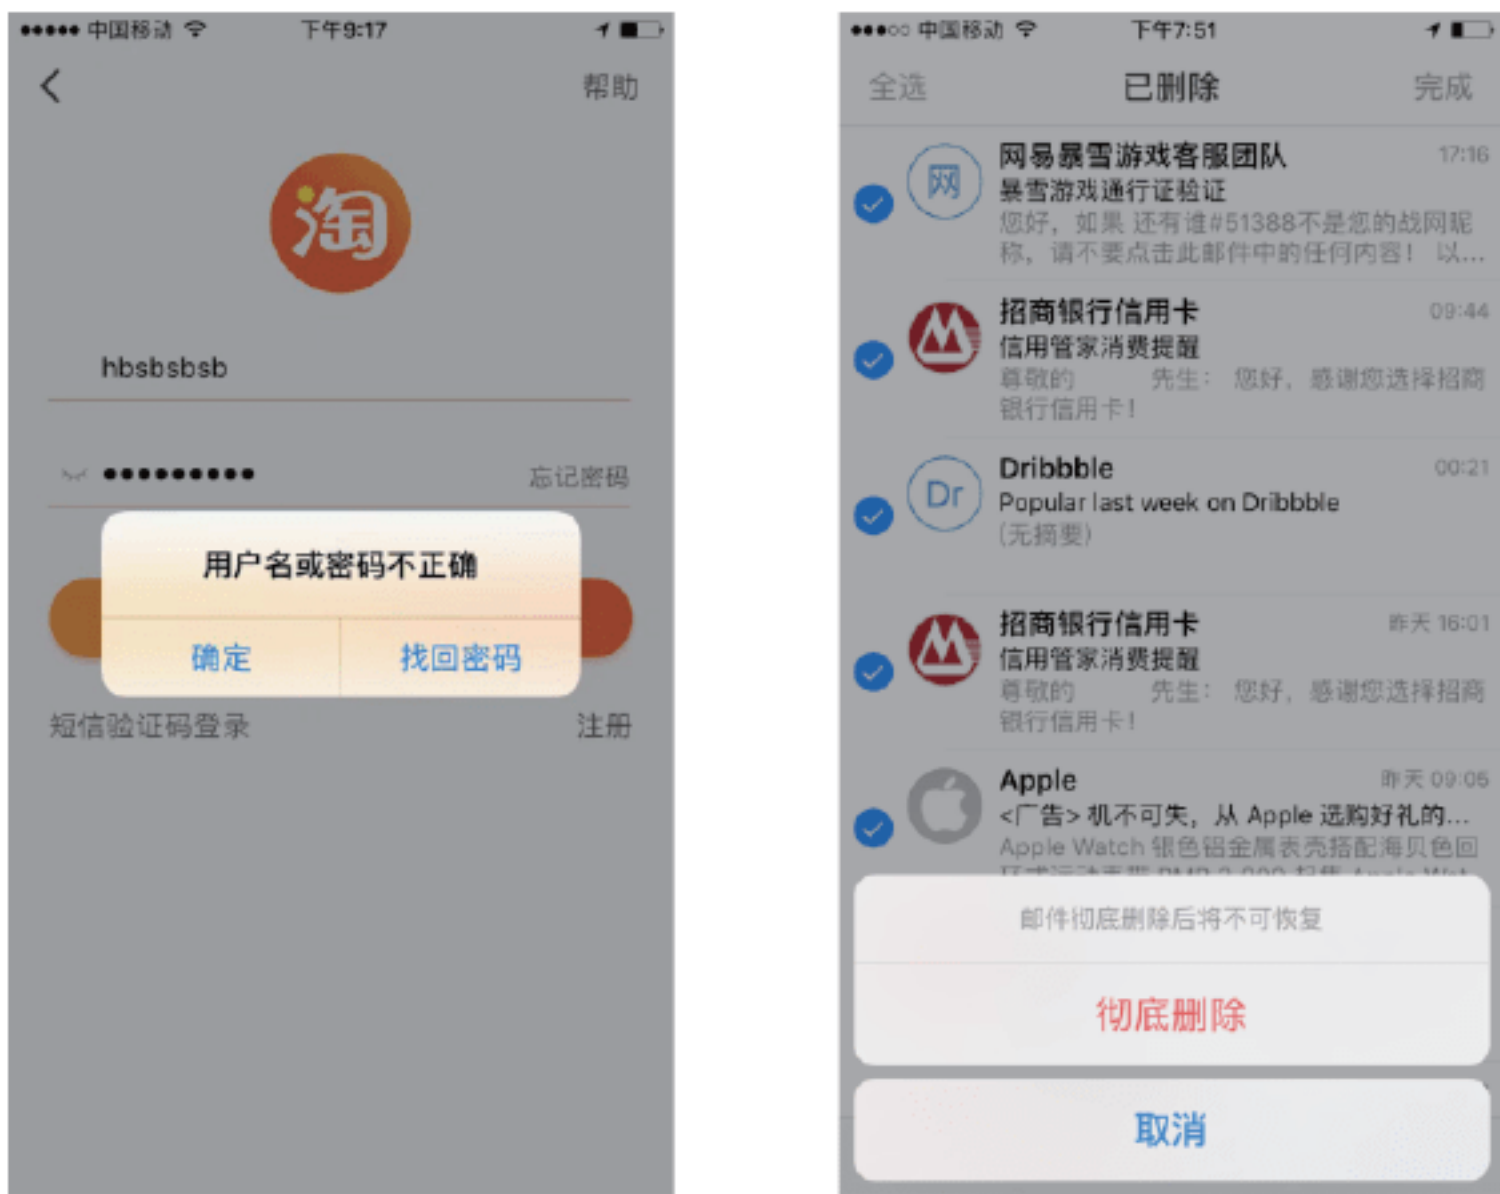 中国移动
下午9:17
帮助
淘
hbsbsbsb
忘记密码
用户名或密码不正确
确定
找回密码
短信验证码登录
注册
中国移动
下午7:51
全选
已删除
完成
网
网易暴雪游戏客服团队
17:16
暴雪游戏通行证验证
您好，如果 还有谁#51388不是您的战网昵
称，请不要点击此邮件中的任何内容！ 以...
招商银行信用卡
09:44
信用管家消费提醒
尊敬的 先生： 您好，感谢您选择招商
银行信用卡！
Dr
Dribbble
00:21
Popular last week on Dribbble
(无摘要)
招商银行信用卡
昨天 16:01
信用管家消费提醒
尊敬的 先生： 您好，感谢您选择招商
银行信用卡！
Apple
昨天 09:05
<广告> 机不可失，从 Apple 选购好礼的...
Apple Watch 银色铝金属表壳搭配海贝色回
邮件彻底删除后将不可恢复
彻底删除
取消